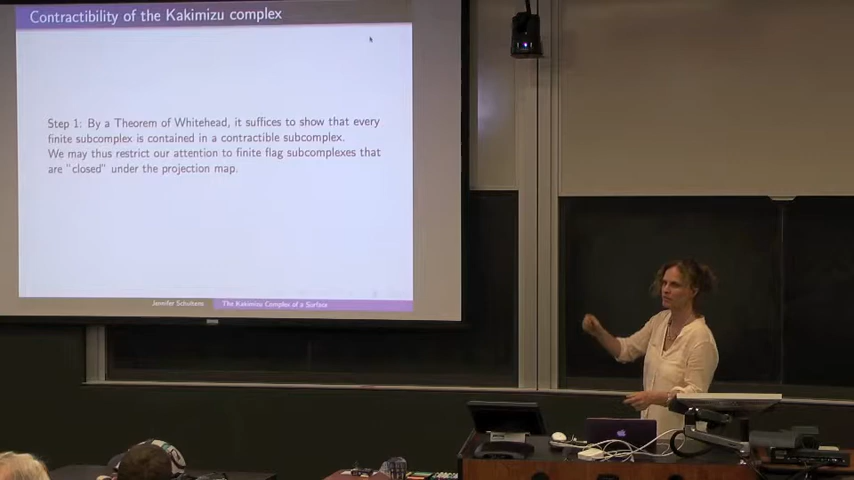 Contractibility of the Kakimizu complex
Step 1: By a Theorem of Whitehead, it suffices to show that every
finite subcomplex is contained in a contractible subcomplex.
We may thus restrict our attention to finite flag subcomplexes that
are "closed" under the projection map.
Jennifer Schultens
The Kakimizu Complex of a Surface